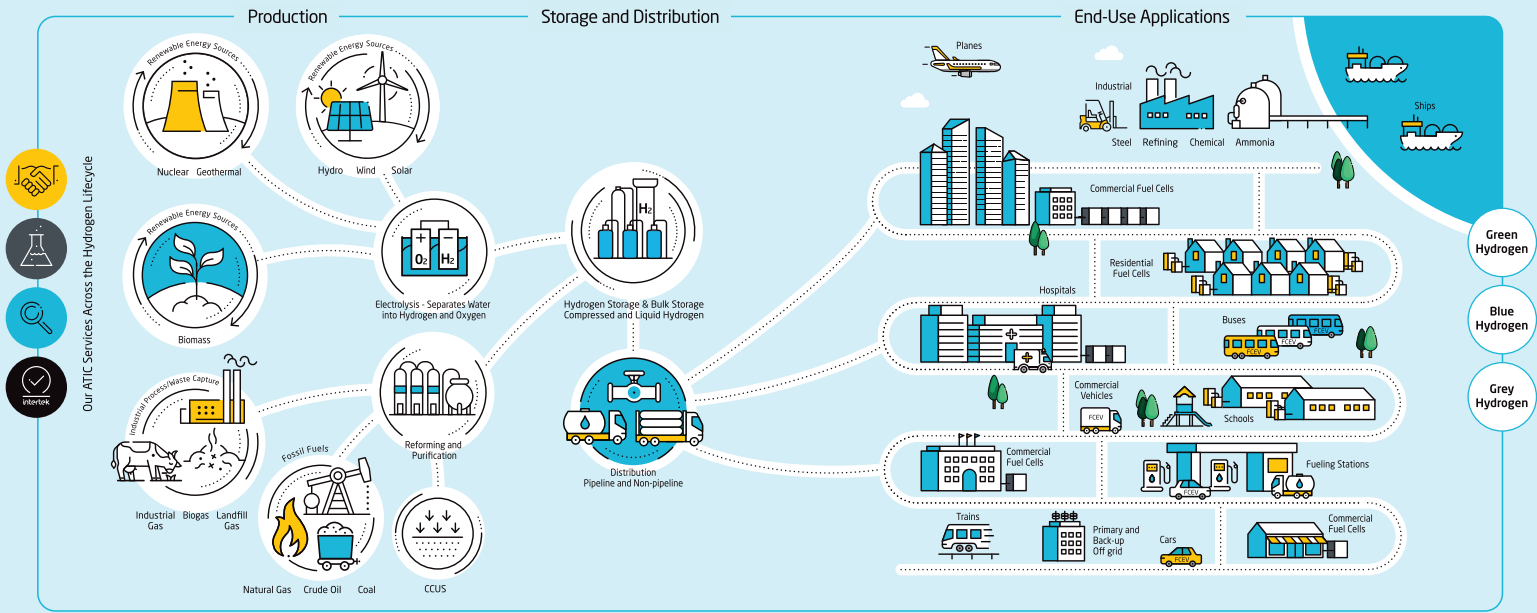 Production
Storage and Distribution
End-Use Applications
Our ATIC Services Across the Hydrogen Lifecycle
intertek
Renewable Energy Sources
Nuclear Geothermal
Renewable Energy Sources
Hydro Wind Solar
Renewable Energy Sources
Biomass
Industrial Process/Waste Capture
Industrial
Gas
Biogas
Landfill
Gas
Fossil Fuels
Natural Gas Crude Oil Coal
+ -
O2 H2
Electrolysis - Separates Water
into Hydrogen and Oxygen
Reforming and
Purification
CCUS
H2
Hydrogen Storage & Bulk Storage
Compressed and Liquid Hydrogen
Distribution
Pipeline and Non-pipeline
Planes
Industrial
Steel Refining Chemical Ammonia
Ships
Commercial Fuel Cells
Residential
Fuel Cells
Hospitals
Buses
FCEV
FCEV
FCEV
Commercial
Vehicles
FCEV
Schools
Commercial
Fuel Cells
Fueling Stations
FCEV
Trains
Primary and
Back-up
Off grid
Cars
FCEV
Commercial
Fuel Cells
Green
Hydrogen
Blue
Hydrogen
Grey
Hydrogen